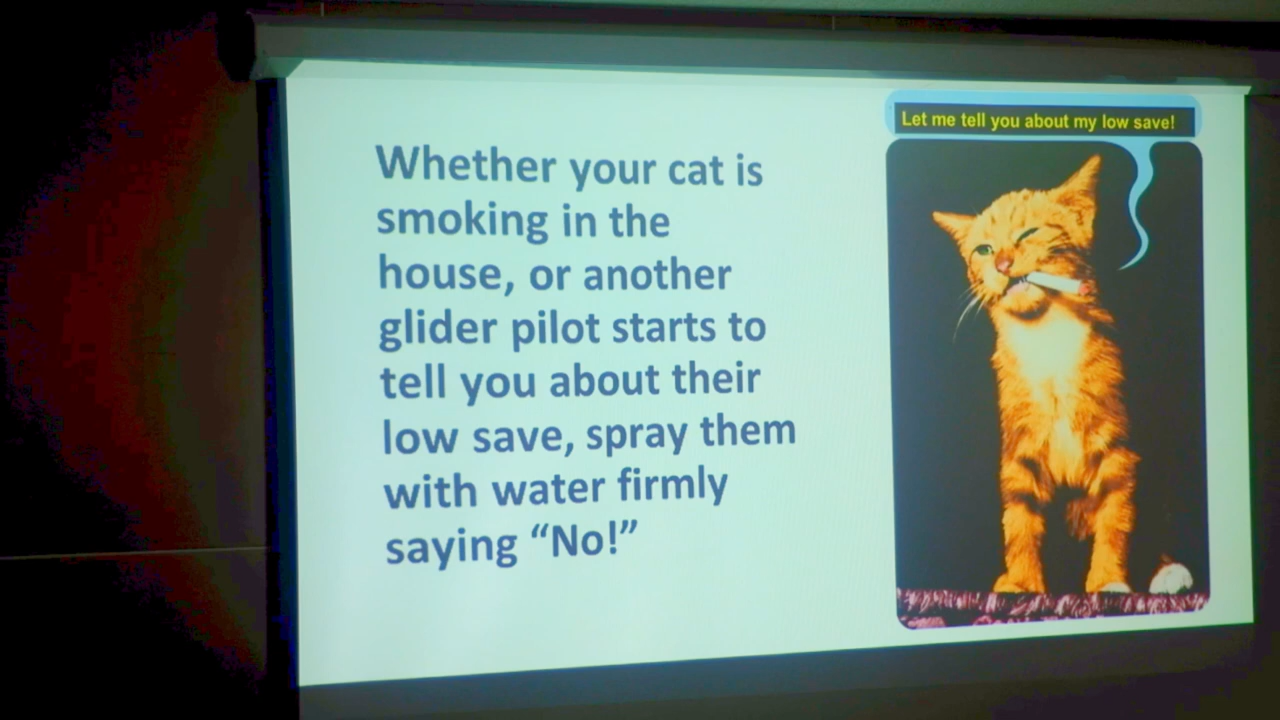 Whether your cat is
smoking in the
house, or another
glider pilot starts to
tell you about their
low save, spray them
with water firmly
saying “No!”
Let me tell you about my low save!